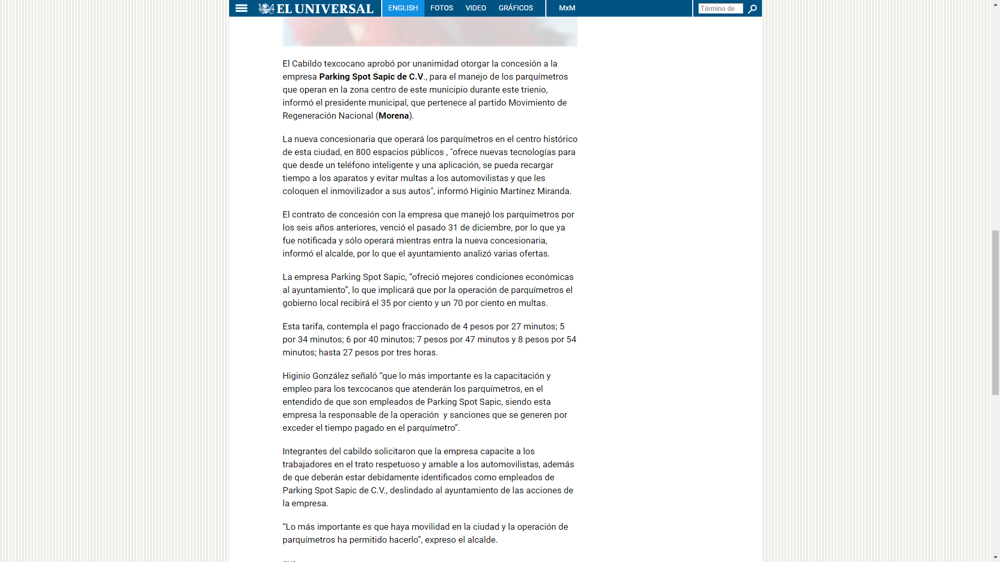 EL UNIVERSAL ENGLISH FOTOS VIDEO GRÁFICOS MxM Término de
El Cabildo texcocano aprobó por unanimidad otorgar la concesión a la
empresa Parking Spot Sapic de C.V., para el manejo de los parquímetros
que operan en la zona centro de este municipio durante este trienio,
informó el presidente municipal, que pertenece al partido Movimiento de
Regeneración Nacional (Morena).
La nueva concesionaria que operará los parquímetros en el centro histórico
de esta ciudad, en 800 espacios públicos , "ofrece nuevas tecnologías para
que desde un teléfono inteligente y una aplicación, se pueda recargar
tiempo a los aparatos y evitar multas a los automovilistas y que les
coloquen el inmovilizador a sus autos", informó Higinio Martínez Miranda.
El contrato de concesión con la empresa que manejó los parquímetros por
los seis años anteriores, venció el pasado 31 de diciembre, por lo que ya
fue notificada y sólo operará mientras entra la nueva concesionaria,
informó el alcalde, por lo que el ayuntamiento analizó varias ofertas.
La empresa Parking Spot Sapic, “ofreció mejores condiciones económicas
al ayuntamiento”, lo que implicará que por la operación de parquímetros el
gobierno local recibirá el 35 por ciento y un 70 por ciento en multas.
Esta tarifa, contempla el pago fraccionado de 4 pesos por 27 minutos; 5
por 34 minutos; 6 por 40 minutos; 7 pesos por 47 minutos y 8 pesos por 54
minutos; hasta 27 pesos por tres horas.
Higinio González señaló “que lo más importante es la capacitación y
empleo para los texcocanos que atenderán los parquímetros, en el
entendido de que son empleados de Parking Spot Sapic, siendo esta
empresa la responsable de la operación  y sanciones que se generen por
exceder el tiempo pagado en el parquímetro”.
Integrantes del cabildo solicitaron que la empresa capacite a los
trabajadores en el trato respetuoso y amable a los automovilistas, además
de que deberán estar debidamente identificados como empleados de
Parking Spot Sapic de C.V., deslindado al ayuntamiento de las acciones de
la empresa.
“Lo más importante es que haya movilidad en la ciudad y la operación de
parquímetros ha permitido hacerlo”, expreso el alcalde.